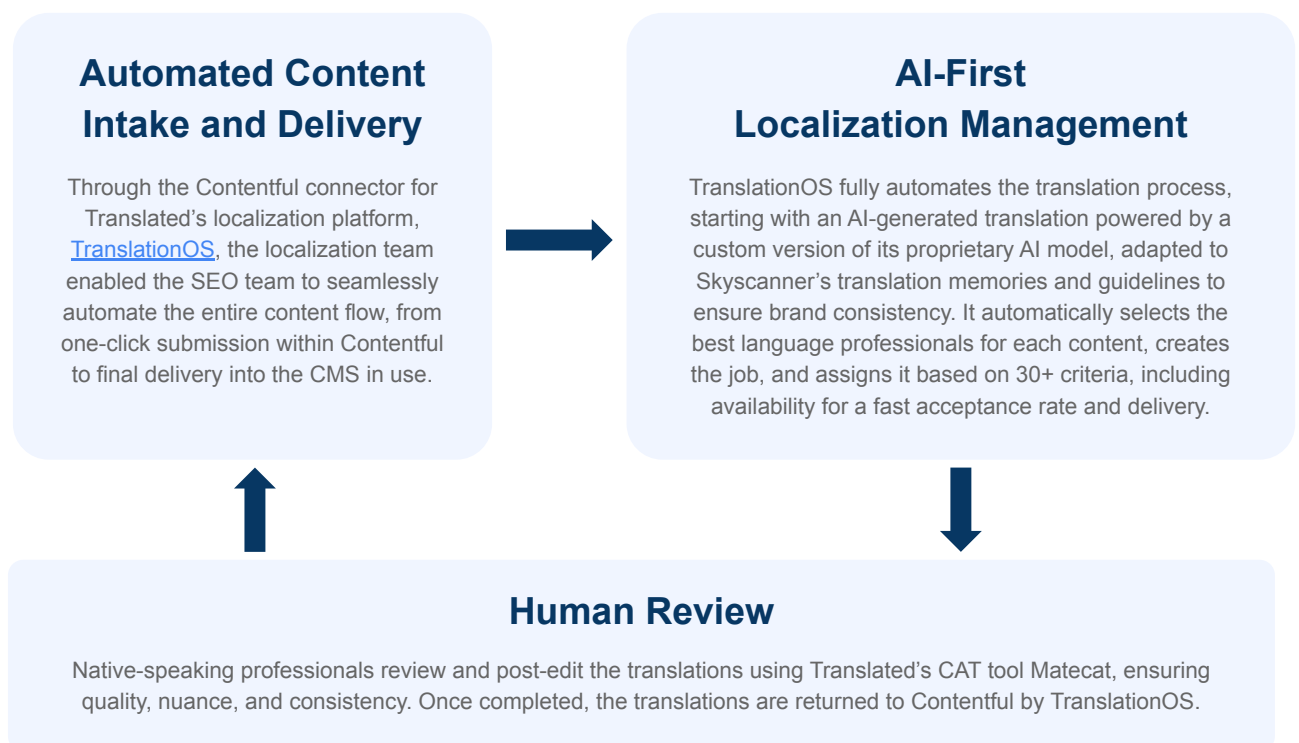 Automated Content
Intake and Delivery
Through the Contentful connector for
Translated’s localization platform,
TranslationOS, the localization team
enabled the SEO team to seamlessly
automate the entire content flow, from
one-click submission within Contentful
to final delivery into the CMS in use.
AI-First
Localization Management
TranslationOS fully automates the translation process,
starting with an AI-generated translation powered by a
custom version of its proprietary AI model, adapted to
Skyscanner’s translation memories and guidelines to
ensure brand consistency. It automatically selects the
best language professionals for each content, creates
the job, and assigns it based on 30+ criteria, including
availability for a fast acceptance rate and delivery.
Human Review
Native-speaking professionals review and post-edit the translations using Translated’s CAT tool Matecat, ensuring
quality, nuance, and consistency. Once completed, the translations are returned to Contentful by TranslationOS.